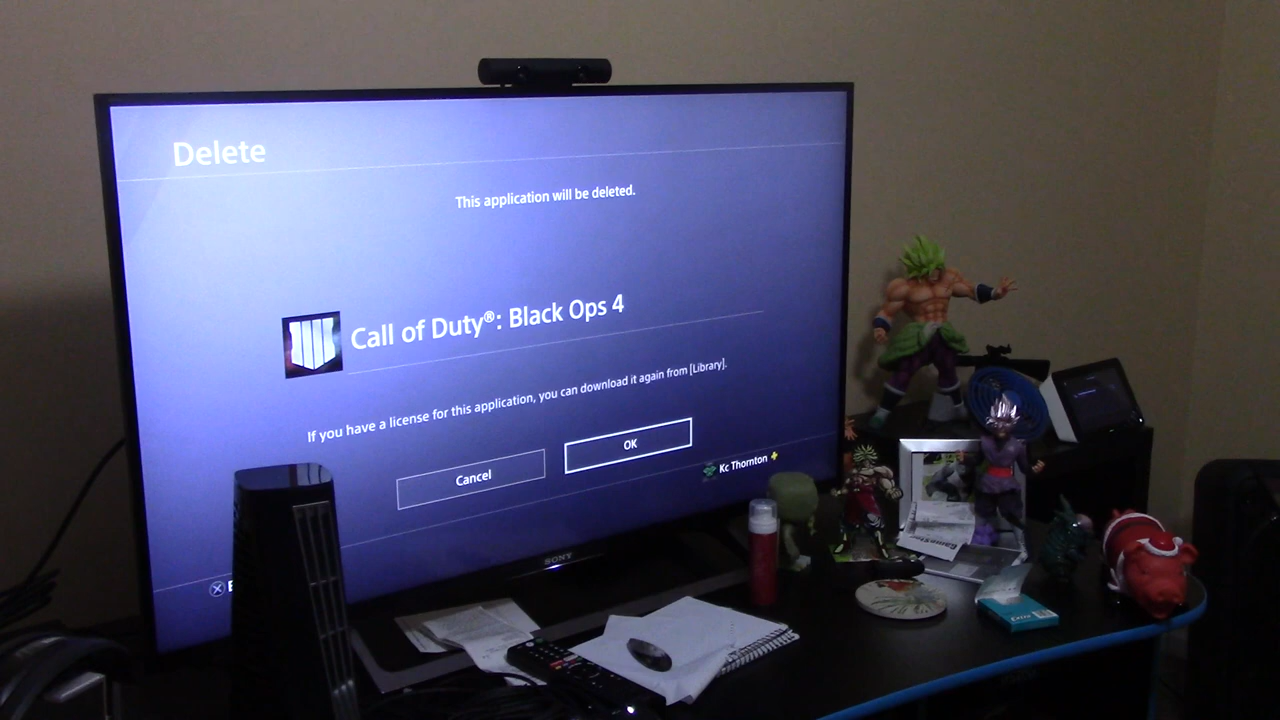 Delete
This application will be deleted.
Call of Duty®: Black Ops 4
If you have a license for this application, you can download it again from [Library].
Cancel
OK
Kc Thornton
SONY
GameStop